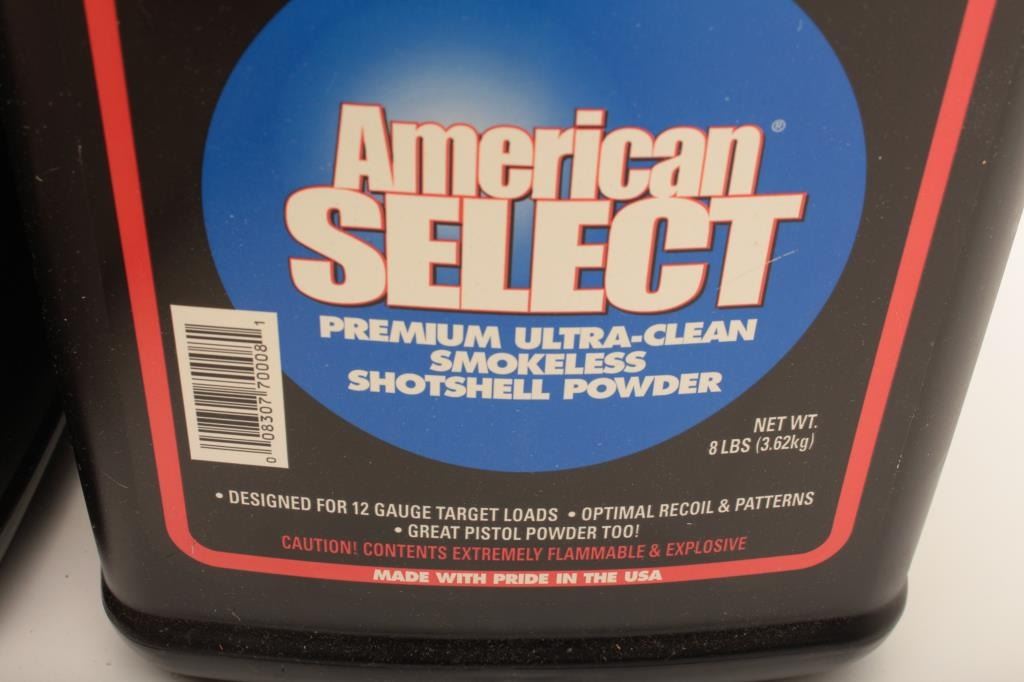 American®
SELECT
PREMIUM ULTRA-CLEAN
SMOKELESS
SHOTSHELL POWDER
0 08307 70008 1
NET WT.
8 LBS (3.62kg)
• DESIGNED FOR 12 GAUGE TARGET LOADS • OPTIMAL RECOIL & PATTERNS
• GREAT PISTOL POWDER TOO!
CAUTION! CONTENTS EXTREMELY FLAMMABLE & EXPLOSIVE
MADE WITH PRIDE IN THE USA